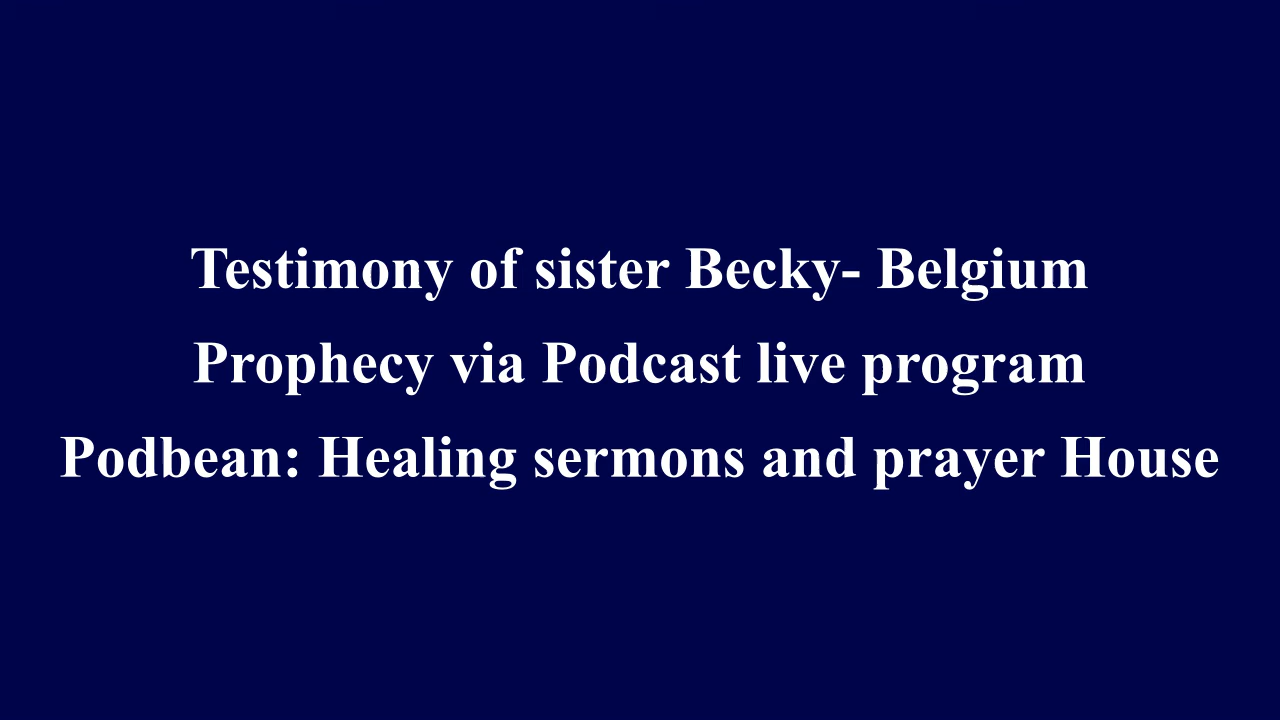 Testimony of sister Becky- Belgium
Prophecy via Podcast live program
Podbean: Healing sermons and prayer House